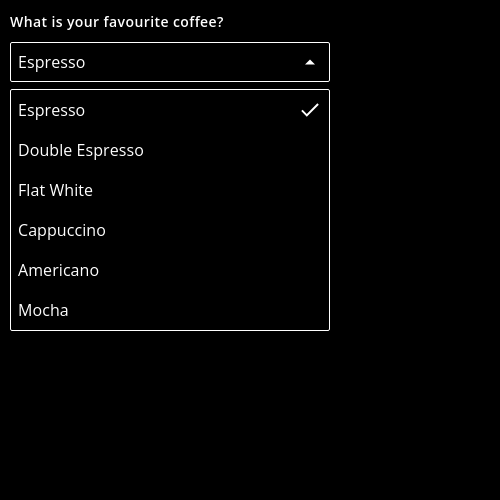 What is your favourite coffee?
Espresso
Espresso
Double Espresso
Flat White
Cappuccino
Americano
Mocha